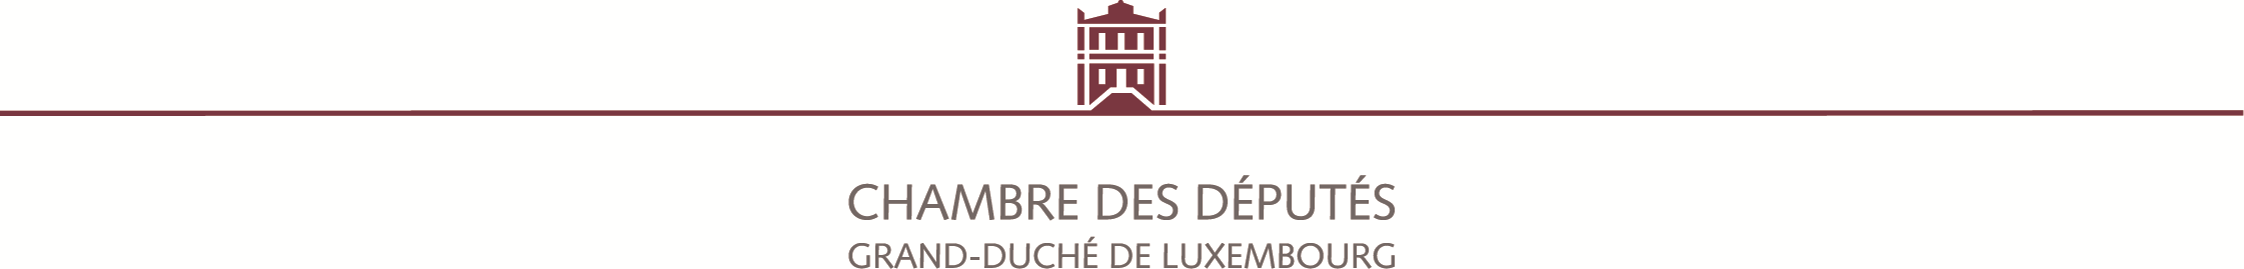 CHAMBRE DES DÉPUTÉS
GRAND-DUCHÉ DE LUXEMBOURG